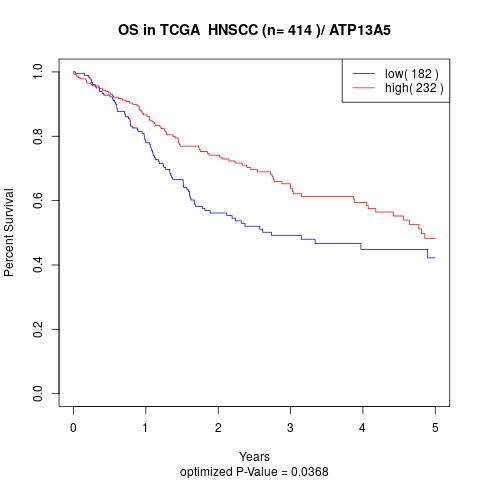 OS in TCGA  HNSCC (n= 414 )/ ATP13A5
low( 182 )
high( 232 )
Percent Survival
1.0
0.8
0.6
0.4
0.2
0.0
0 1 2 3 4 5
Years
optimized P-Value = 0.0368